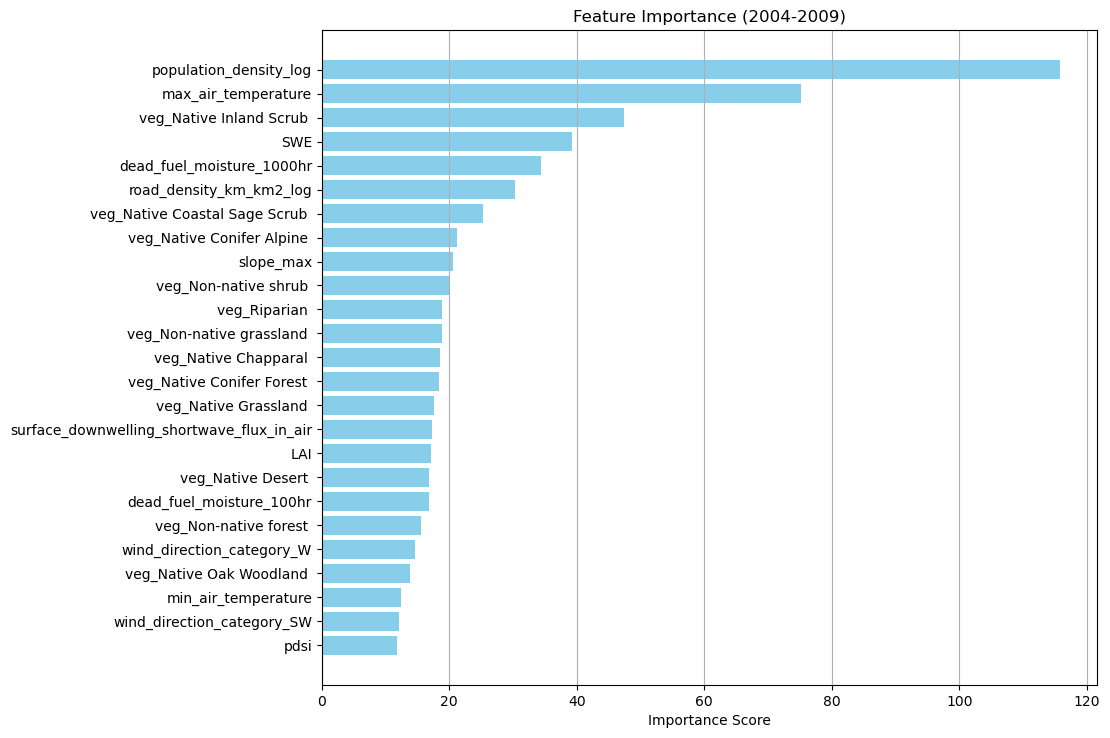 Feature Importance (2004-2009)
population_density_log
max_air_temperature
veg_Native Inland Scrub
SWE
dead_fuel_moisture_1000hr
road_density_km_km2_log
veg_Native Coastal Sage Scrub
veg_Native Conifer Alpine
slope_max
veg_Non-native shrub
veg_Riparian
veg_Non-native grassland
veg_Native Chapparal
veg_Native Conifer Forest
veg_Native Grassland
surface_downwelling_shortwave_flux_in_air
LAI
veg_Native Desert
dead_fuel_moisture_100hr
veg_Non-native forest
wind_direction_category_W
veg_Native Oak Woodland
min_air_temperature
wind_direction_category_SW
pdsi
0 20 40 60 80 100 120
Importance Score